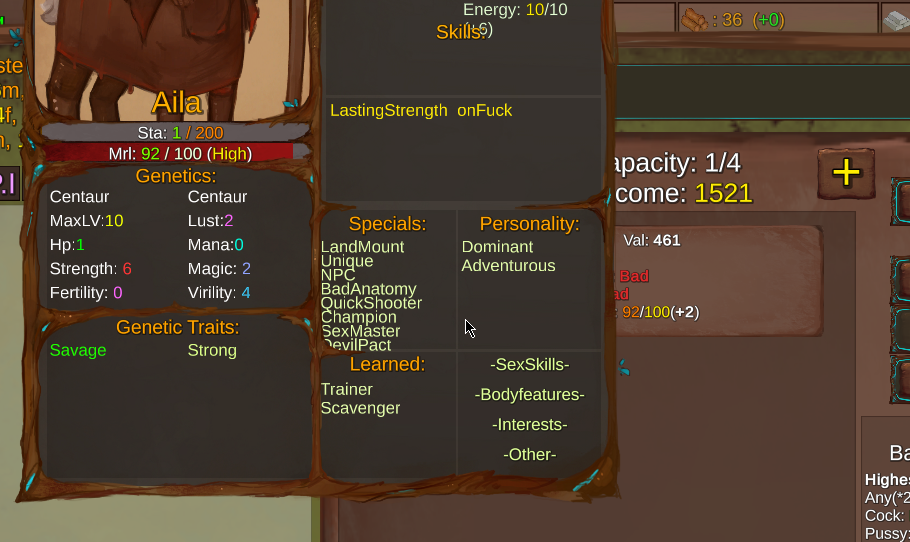 Energy: 10/10
Skills:
: 36 (+0)
LastingStrength onFuck
Aila
Sta: 1 / 200
Mrl: 92 / 100 (High)
Genetics:
Centaur Centaur
MaxLV:10 Lust:2
Hp:1 Mana:0
Strength: 6 Magic: 2
Fertility: 0 Virility: 4
Genetic Traits:
Savage Strong
Specials:
LandMount
Unique
NPC
BadAnatomy
QuickShooter
Champion
SexMaster
DevilPact
Personality:
Dominant
Adventurous
Learned:
Trainer
Scavenger
-SexSkills-
-Bodyfeatures-
-Interests-
-Other-
apacity: 1/4
come: 1521
+
Val: 461
Bad
ad
: 92/100(+2)
Ba
Highes
Any(*2
Cock:
Pussy: